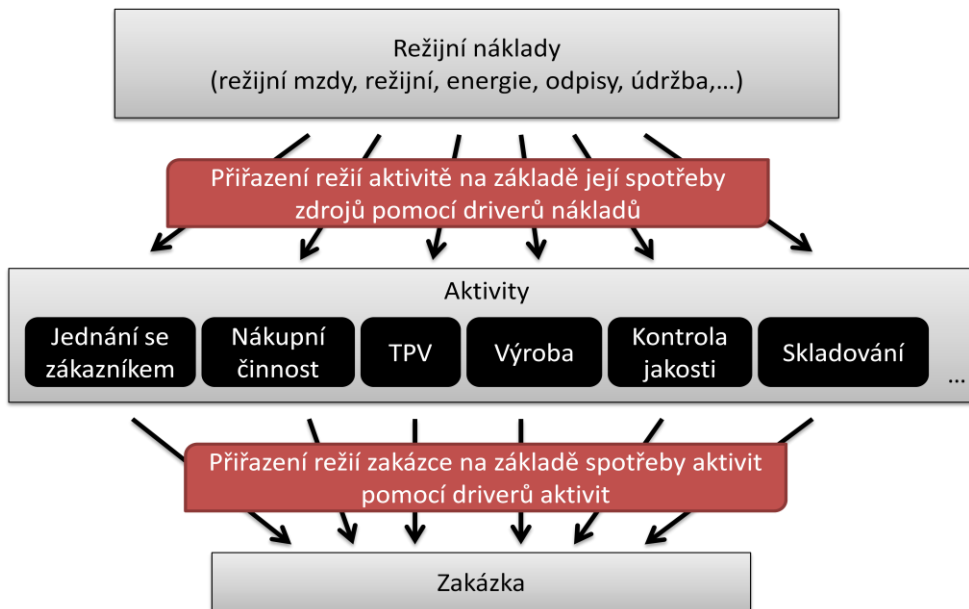 Režijní náklady
(režijní mzdy, režijní, energie, odpisy, údržba,...)
Přiřazení režií aktivitě na základě její spotřeby
zdrojů pomocí driverů nákladů
Aktivity
Jednání se
zákazníkem
Nákupní
činnost
TPV
Výroba
Kontrola
jakosti
Skladování
...
Přiřazení režií zakázce na základě spotřeby aktivit
pomocí driverů aktivit
Zakázka